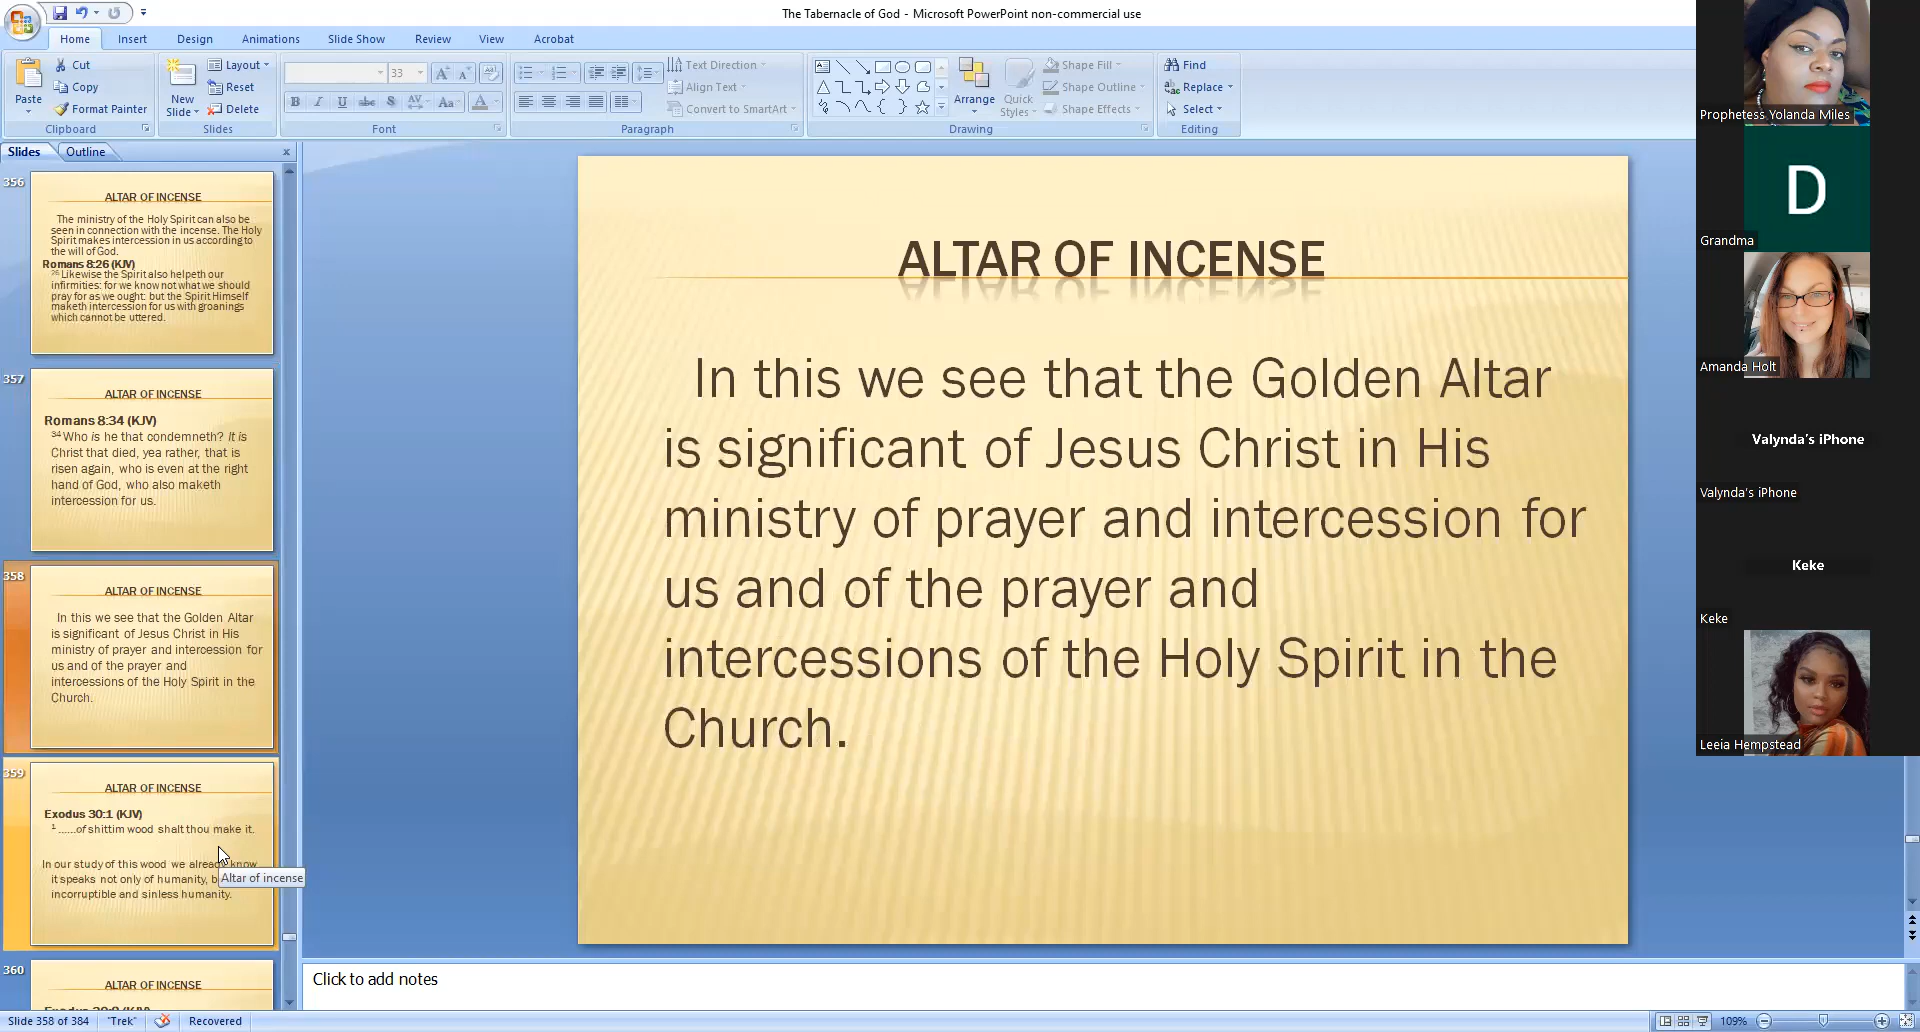 The Tabernacle of God - Microsoft PowerPoint non-commercial use
Home Insert Design Animations Slide Show Review View Acrobat
Paste
Cut
Copy
Format Painter
Clipboard
New Slide
Layout
Reset
Delete
Slides
33
B I U abc S AV Aa A
Font
Text Direction
Align Text
Convert to SmartArt
Paragraph
Arrange
Quick Styles
Shape Fill
Shape Outline
Shape Effects
Drawing
Find
Replace
Select
Editing
Slides Outline x
356
ALTAR OF INCENSE
The ministry of the Holy Spirit can also be
seen in connection with the incense. The Holy
Spirit makes intercession in us according to
the will of God.
Romans 8:26 (KJV)
26 Likewise the Spirit also helpeth our
infirmities: for we know not what we should
pray for as we ought: but the Spirit Himself
maketh intercession for us with groanings
which cannot be uttered.
357
ALTAR OF INCENSE
Romans 8:34 (KJV)
34 Who is he that condemneth? It is
Christ that died, yea rather, that is
risen again, who is even at the right
hand of God, who also maketh
intercession for us.
358
ALTAR OF INCENSE
In this we see that the Golden Altar
is significant of Jesus Christ in His
ministry of prayer and intercession for
us and of the prayer and
intercessions of the Holy Spirit in the
Church.
359
ALTAR OF INCENSE
Exodus 30:1 (KJV)
1 ......of shittim wood shalt thou make it.
In our study of this wood we already know
it speaks not only of humanity,
incorruptible and sinless humanity.
Altar of incense
360
ALTAR OF INCENSE
ALTAR OF INCENSE
In this we see that the Golden Altar
is significant of Jesus Christ in His
ministry of prayer and intercession for
us and of the prayer and
intercessions of the Holy Spirit in the
Church.
Click to add notes
Slide 358 of 384 "Trek" Recovered 109%
Prophetess Yolanda Miles
D
Grandma
Amanda Holt
Valynda's iPhone
Valynda's iPhone
Keke
Keke
Leeia Hempstead